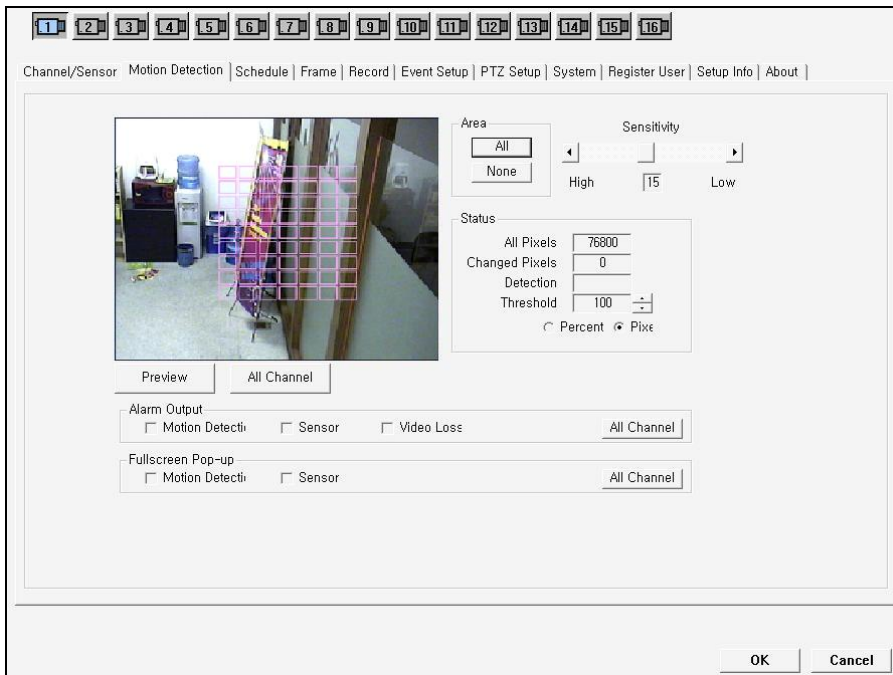 1 2 3 4 5 6 7 8 9 10 11 12 13 14 15 16
Channel/Sensor Motion Detection Schedule Frame Record Event Setup PTZ Setup System Register User Setup Info About
Area
All
None
Sensitivity
High 15 Low
Status
All Pixels 76800
Changed Pixels 0
Detection
Threshold 100
Percent Pixe
Preview All Channel
Alarm Output
Motion Detecti Sensor Video Loss All Channel
Fullscreen Pop-up
Motion Detecti Sensor All Channel
OK Cancel